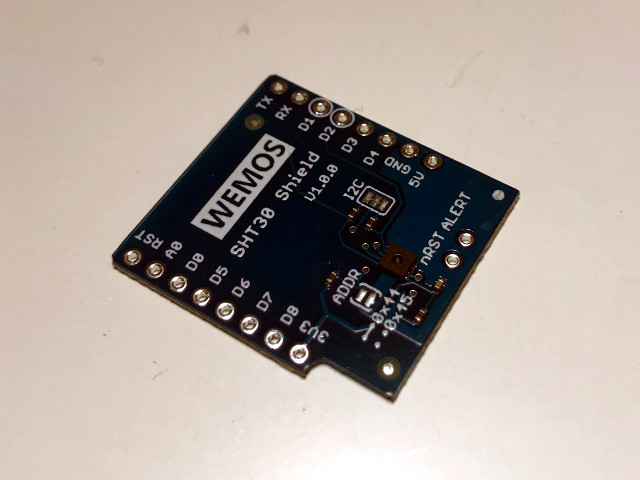 TX
RX
D1
D2
D3
D4
GND
5V
WEMOS
SHT30 Shield
V1.0.0
I2C
nRST ALERT
ADDR
0x44
0x45
RST
A0
D0
D5
D6
D7
D8
3V3